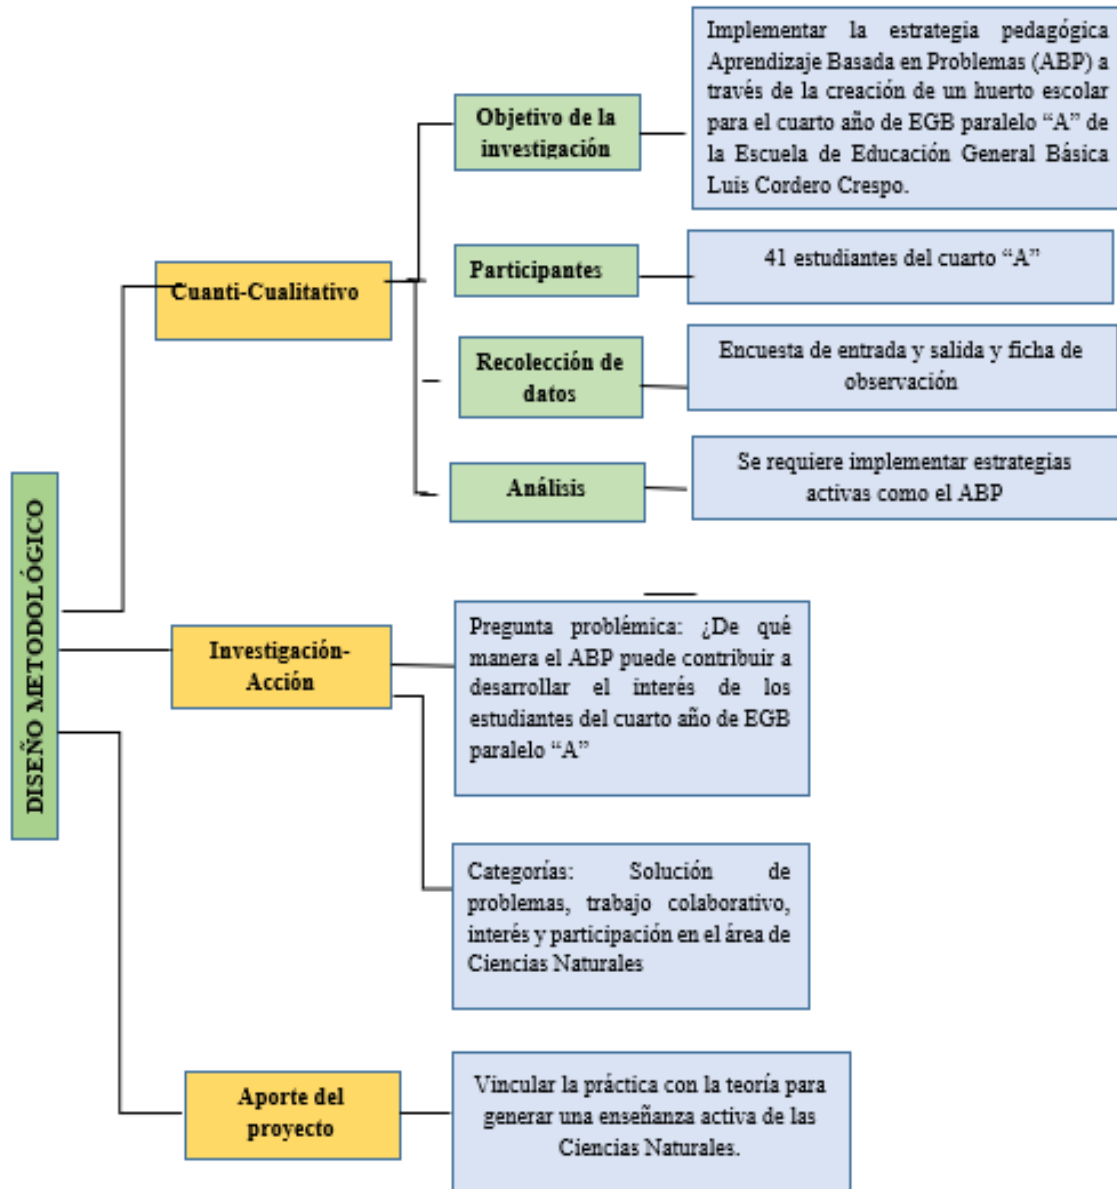 DISEÑO METODOLÓGICO
Cuanti-Cualitativo
Objetivo de la
investigación
Implementar la estrategia pedagógica
Aprendizaje Basada en Problemas (ABP) a
través de la creación de un huerto escolar
para el cuarto año de EGB paralelo “A” de
la Escuela de Educación General Básica
Luis Cordero Crespo.
Participantes
41 estudiantes del cuarto “A”
Recolección de
datos
Encuesta de entrada y salida y ficha de
observación
Análisis
Se requiere implementar estrategias
activas como el ABP
Investigación-
Acción
Pregunta problémica: ¿De qué
manera el ABP puede contribuir a
desarrollar el interés de los
estudiantes del cuarto año de EGB
paralelo “A”
Categorías: Solución de
problemas, trabajo colaborativo,
interés y participación en el área de
Ciencias Naturales
Aporte del
proyecto
Vincular la práctica con la teoría para
generar una enseñanza activa de las
Ciencias Naturales.